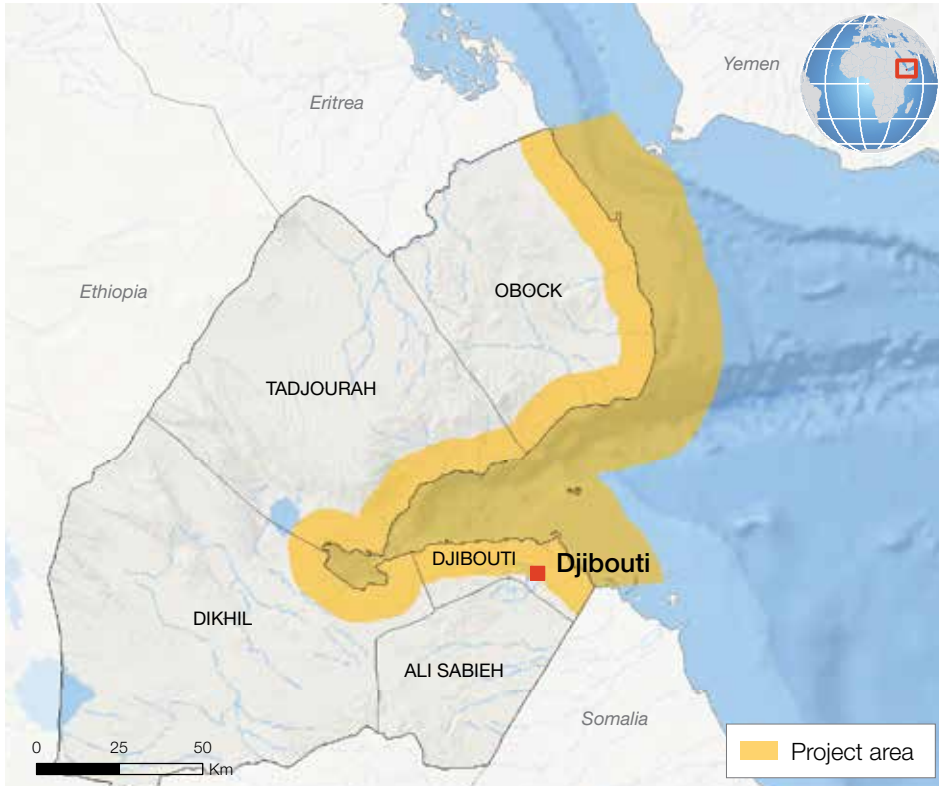 Yemen
Eritrea
Ethiopia
OBOCK
TADJOURAH
DJIBOUTI
Djibouti
DIKHIL
ALI SABIEH
Somalia
0 25 50
Km
Project area